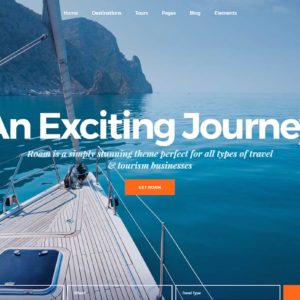 Home Destinations Tours Pages Blog Elements
An Exciting Journe
Roam is a simply stunning theme perfect for all types of travel
& tourism businesses
GET ROAM
Travel Type